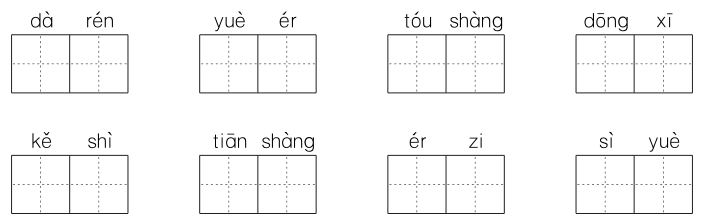 dà rén yuè ér tóu shàng dōng xī
kě shì tiān shàng ér zi sì yuè